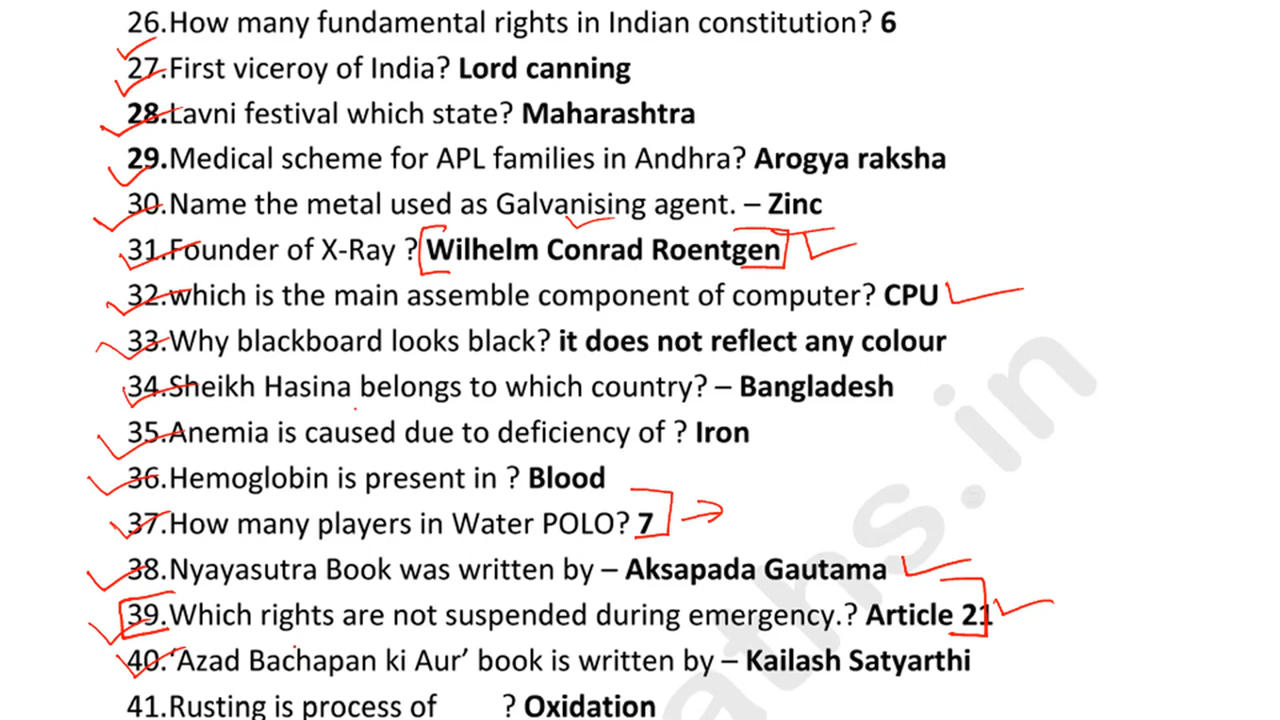 26.How many fundamental rights in Indian constitution? 6
27.First viceroy of India? Lord canning
28.Lavni festival which state? Maharashtra
29.Medical scheme for APL families in Andhra? Arogya raksha
30.Name the metal used as Galvanising agent. – Zinc
31.Founder of X-Ray ? Wilhelm Conrad Roentgen
32.which is the main assemble component of computer? CPU
33.Why blackboard looks black? it does not reflect any colour
34.Sheikh Hasina belongs to which country? – Bangladesh
35.Anemia is caused due to deficiency of ? Iron
36.Hemoglobin is present in ? Blood
37.How many players in Water POLO? 7
38.Nyayasutra Book was written by – Aksapada Gautama
39.Which rights are not suspended during emergency.? Article 21
40.‘Azad Bachapan ki Aur’ book is written by – Kailash Satyarthi
41.Rusting is process of ? Oxidation
aths.in